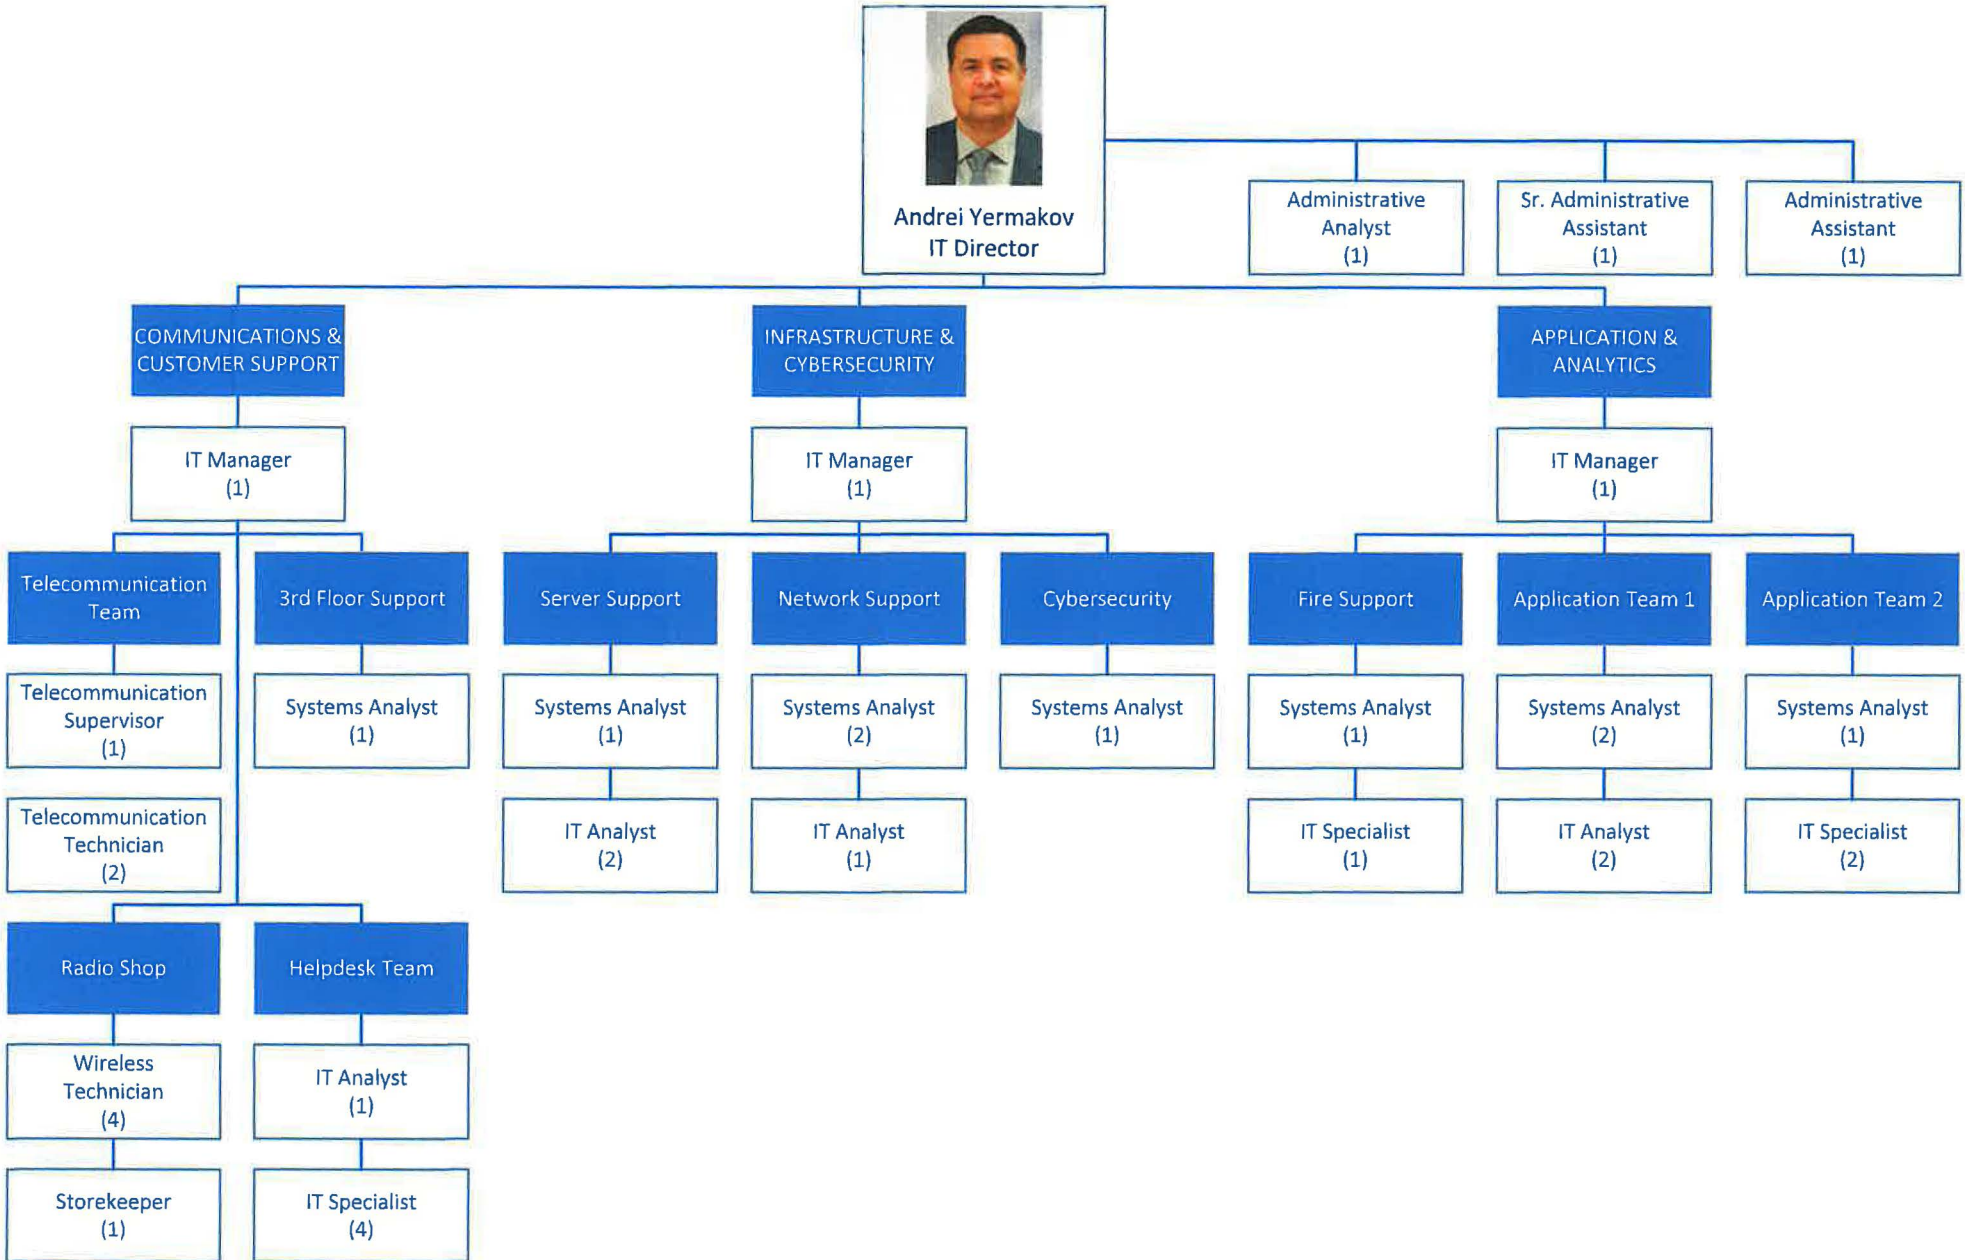 Andrei Yermakov
IT Director
Administrative
Analyst
(1)
Sr. Administrative
Assistant
(1)
Administrative
Assistant
(1)
COMMUNICATIONS &
CUSTOMER SUPPORT
INFRASTRUCTURE &
CYBERSECURITY
APPLICATION &
ANALYTICS
IT Manager
(1)
IT Manager
(1)
IT Manager
(1)
Telecommunication
Team
3rd Floor Support
Server Support
Network Support
Cybersecurity
Fire Support
Application Team 1
Application Team 2
Telecommunication
Supervisor
(1)
Systems Analyst
(1)
Systems Analyst
(1)
Systems Analyst
(2)
Systems Analyst
(1)
Systems Analyst
(1)
Systems Analyst
(2)
Systems Analyst
(1)
Telecommunication
Technician
(2)
IT Analyst
(2)
IT Analyst
(1)
IT Specialist
(1)
IT Analyst
(2)
IT Specialist
(2)
Radio Shop
Helpdesk Team
Wireless
Technician
(4)
IT Analyst
(1)
Storekeeper
(1)
IT Specialist
(4)